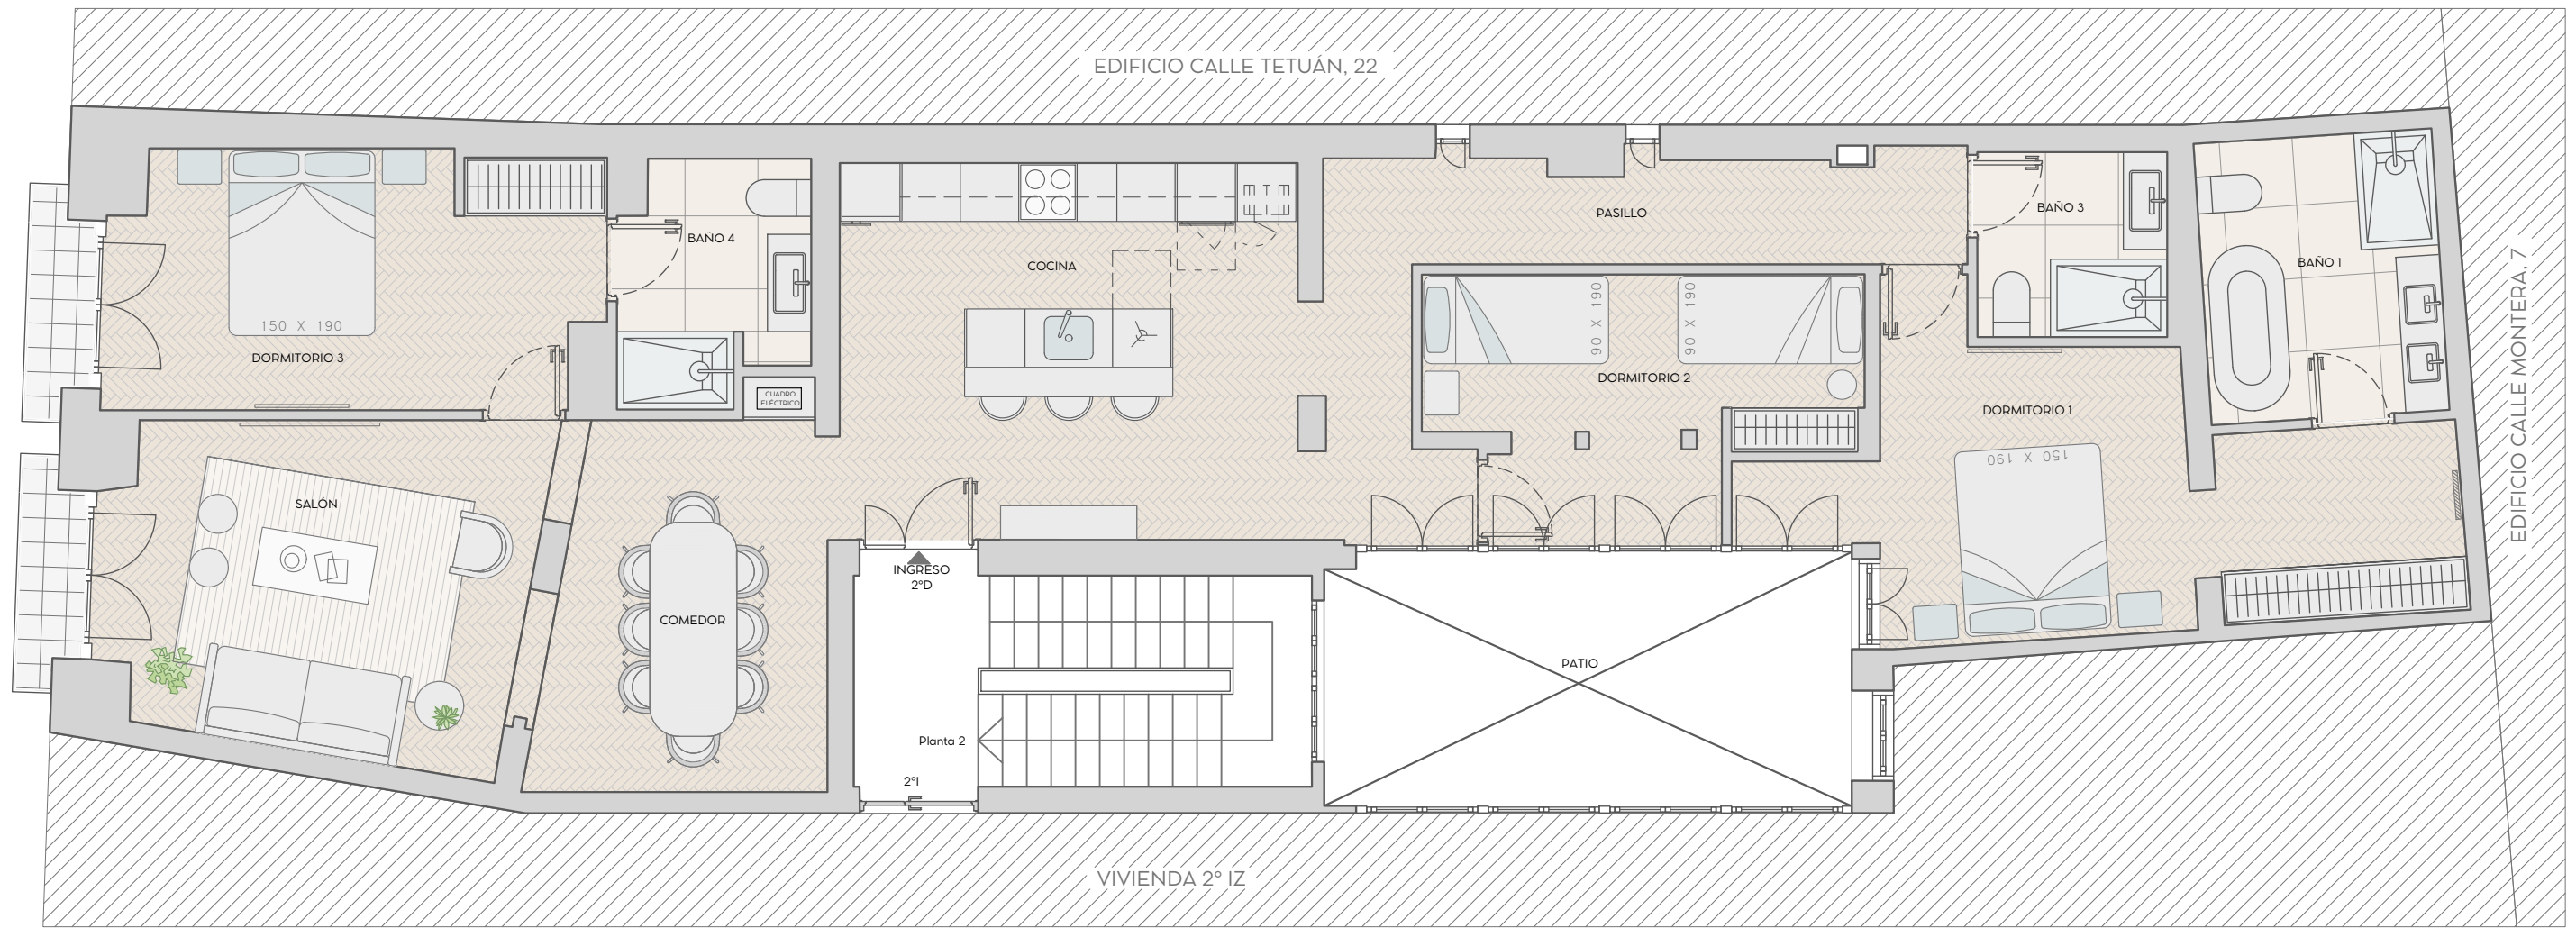 EDIFICIO CALLE TETUÁN, 22
EDIFICIO CALLE MONTERA, 7
150 X 190
DORMITORIO 3
BAÑO 4
CUADRO
ELÉCTRICO
COCINA
PASILLO
90 X 190
90 X 190
DORMITORIO 2
BAÑO 3
BAÑO 1
DORMITORIO 1
150 X 190
SALÓN
COMEDOR
INGRESO
2ºD
Planta 2
2ºI
PATIO
VIVIENDA 2º IZ